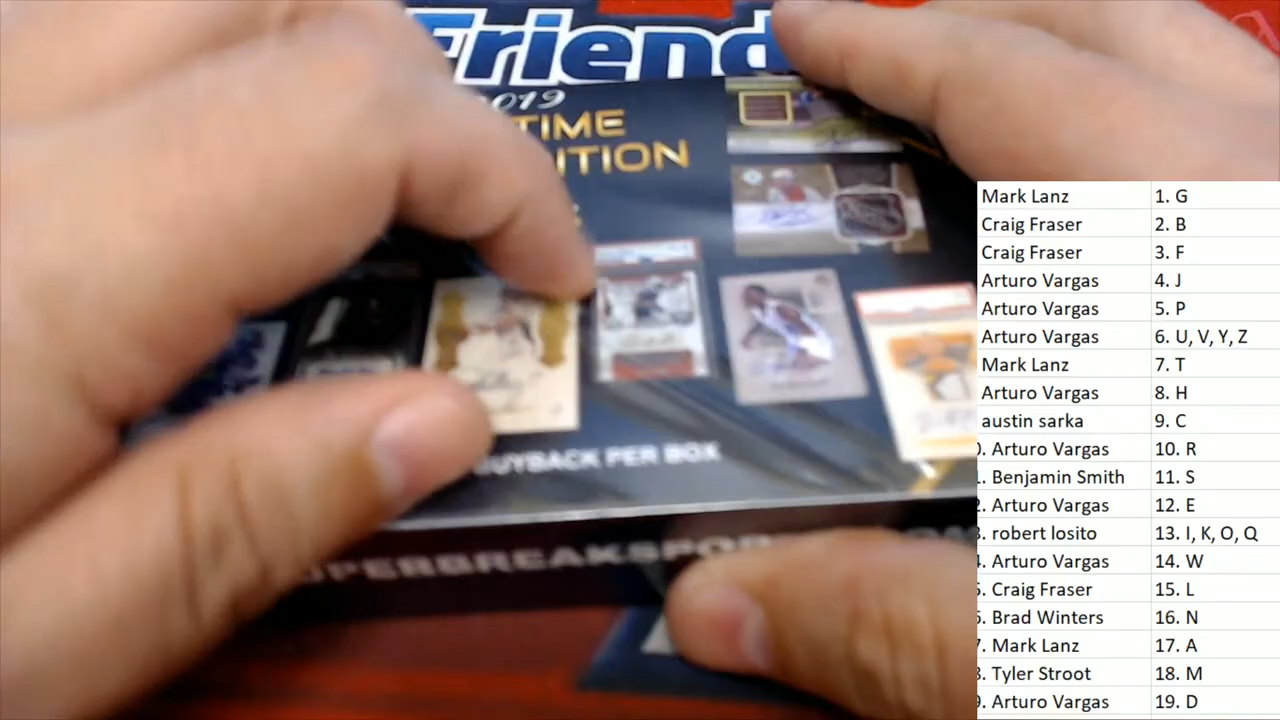 Friend
2019
TIME
ITION
BUYBACK PER BOX
Mark Lanz 1. G
Craig Fraser 2. B
Craig Fraser 3. F
Arturo Vargas 4. J
Arturo Vargas 5. P
Arturo Vargas 6. U, V, Y, Z
Mark Lanz 7. T
Arturo Vargas 8. H
austin sarka 9. C
. Arturo Vargas 10. R
. Benjamin Smith 11. S
. Arturo Vargas 12. E
. robert losito 13. I, K, O, Q
. Arturo Vargas 14. W
. Craig Fraser 15. L
. Brad Winters 16. N
. Mark Lanz 17. A
. Tyler Stroot 18. M
. Arturo Vargas 19. D